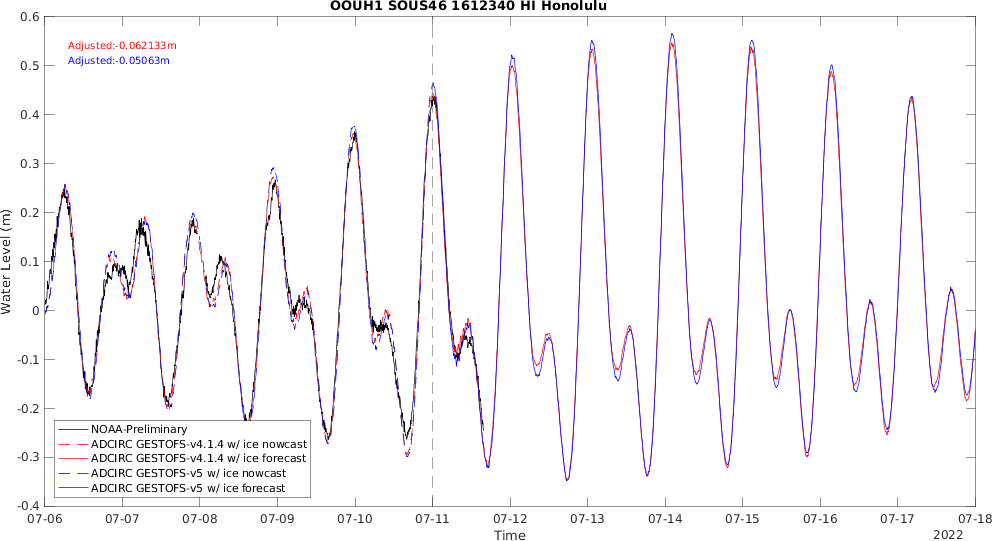 OOUH1 SOUS46 1612340 HI Honolulu
0.6
Adjusted:-0.062133m
Adjusted:-0.05063m
0.5
0.4
0.3
0.2
0.1
0
-0.1
-0.2
-0.3
-0.4
Water Level (m)
NOAA-Preliminary
ADCIRC GESTOFS-v4.1.4 w/ ice nowcast
ADCIRC GESTOFS-v4.1.4 w/ ice forecast
ADCIRC GESTOFS-v5 w/ ice nowcast
ADCIRC GESTOFS-v5 w/ ice forecast
07-06 07-07 07-08 07-09 07-10 07-11 07-12 07-13 07-14 07-15 07-16 07-17 07-18
Time
2022